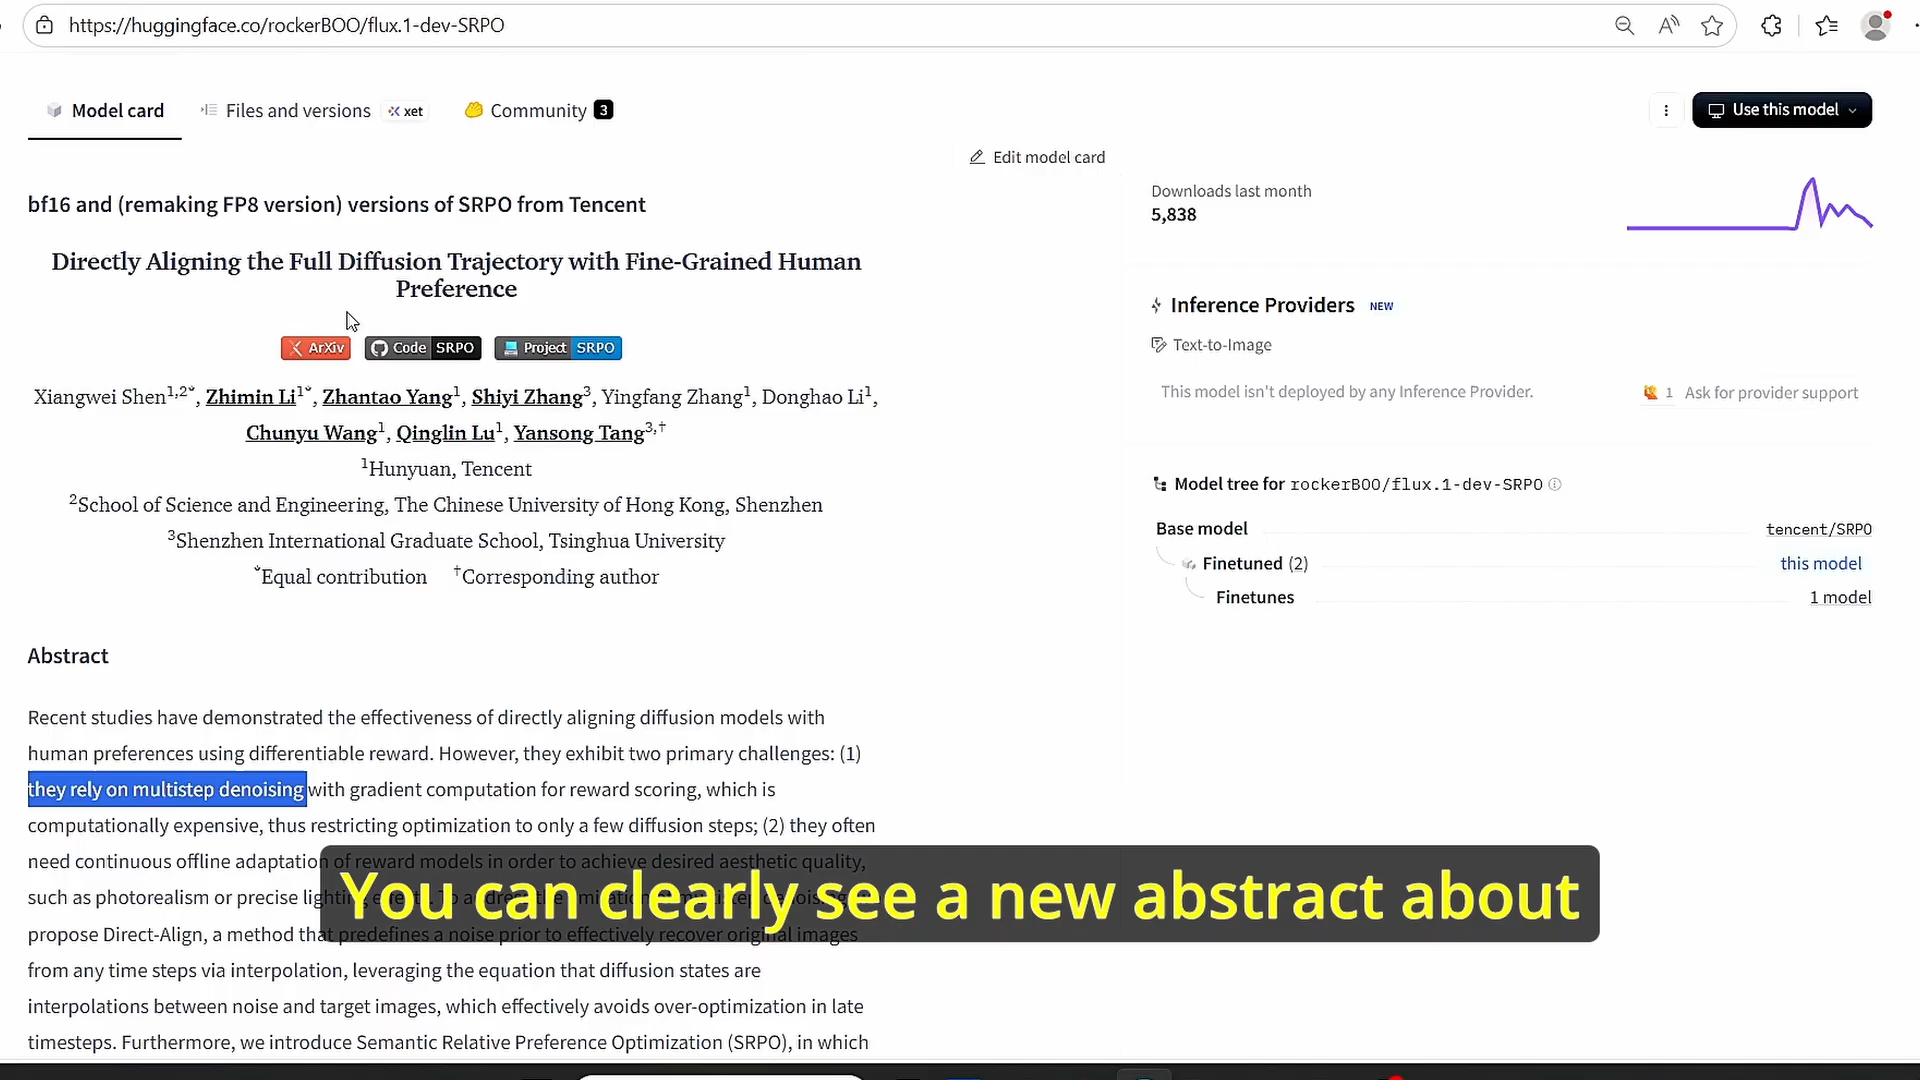 https://huggingface.co/rockerBOO/flux.1-dev-SRPO
Model card
Files and versions
xet
Community 3
Use this model
Edit model card
bf16 and (remaking FP8 version) versions of SRPO from Tencent
Directly Aligning the Full Diffusion Trajectory with Fine-Grained Human
Preference
ArXiv
Code SRPO
Project SRPO
Xiangwei Shen1,2*, Zhimin Li1*, Zhantao Yang1, Shiyi Zhang3, Yingfang Zhang1, Donghao Li1,
Chunyu Wang1, Qinglin Lu1, Yansong Tang3,†
1Hunyuan, Tencent
2School of Science and Engineering, The Chinese University of Hong Kong, Shenzhen
3Shenzhen International Graduate School, Tsinghua University
*Equal contribution †Corresponding author
Abstract
Recent studies have demonstrated the effectiveness of directly aligning diffusion models with
human preferences using differentiable reward. However, they exhibit two primary challenges: (1)
they rely on multistep denoising with gradient computation for reward scoring, which is
computationally expensive, thus restricting optimization to only a few diffusion steps; (2) they often
need continuous offline adaptation of reward models in order to achieve desired aesthetic quality,
such as photorealism or precise
propose Direct-Align, a method that predefines a noise prior to effectively recover original images
from any time steps via interpolation, leveraging the equation that diffusion states are
interpolations between noise and target images, which effectively avoids over-optimization in late
timesteps. Furthermore, we introduce Semantic Relative Preference Optimization (SRPO), in which
Downloads last month
5,838
Inference Providers NEW
Text-to-Image
This model isn't deployed by any Inference Provider.
1 Ask for provider support
Model tree for rockerBOO/flux.1-dev-SRPO
Base model tencent/SRPO
Finetuned (2) this model
Finetunes 1 model
You can clearly see a new abstract about